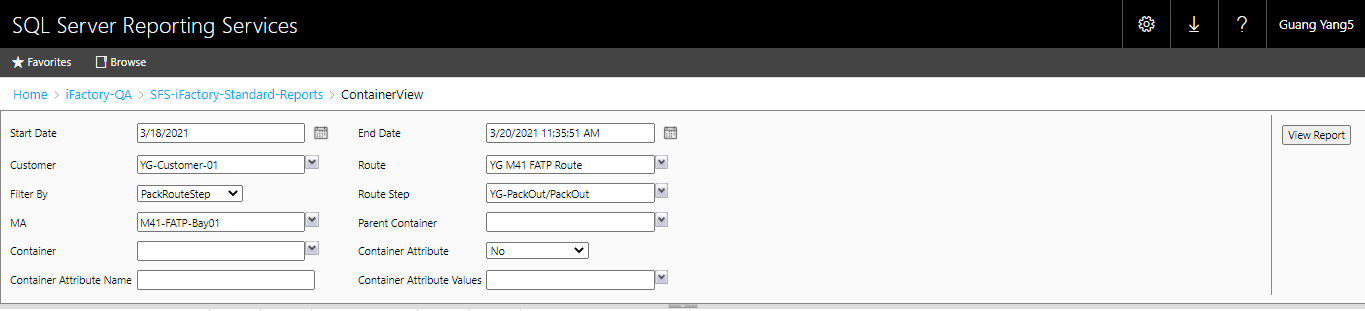 SQL Server Reporting Services
? Guang Yang5
Favorites Browse
Home > iFactory-QA > SFS-iFactory-Standard-Reports > ContainerView
Start Date 3/18/2021 End Date 3/20/2021 11:35:51 AM View Report
Customer YG-Customer-01 Route YG M41 FATP Route
Filter By PackRouteStep Route Step YG-PackOut/PackOut
MA M41-FATP-Bay01 Parent Container
Container Container Attribute No
Container Attribute Name Container Attribute Values